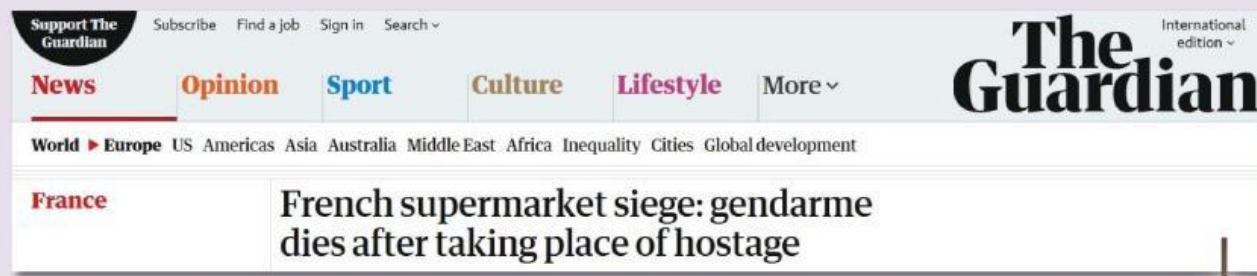 Support The
Guardian
Subscribe Find a job Sign in Search
International
edition
The
Guardian
News Opinion Sport Culture Lifestyle More
World Europe US Americas Asia Australia Middle East Africa Inequality Cities Global development
France
French supermarket siege: gendarme
dies after taking place of hostage